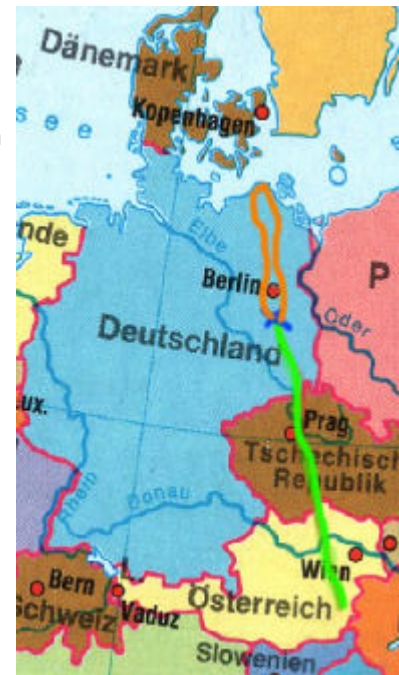 Dänemark
Kopenhagen
see
nde
Elbe
Berlin
P
Oder
Deutschland
ux.
Prag
Tschechisch
Republik
Rhein
Donau
Wien
Bern
L.
Vaduz
Österreich
Schweiz
Slowenien